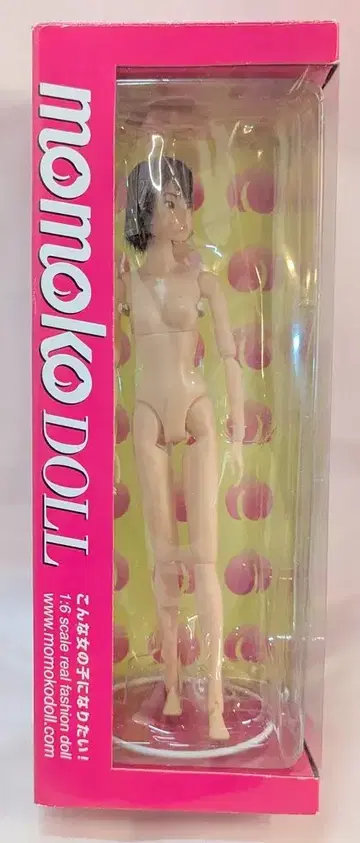 momoko DOLL
こんな女の子になりたい!
1:6 scale real fashion doll
www.momokodoll.com